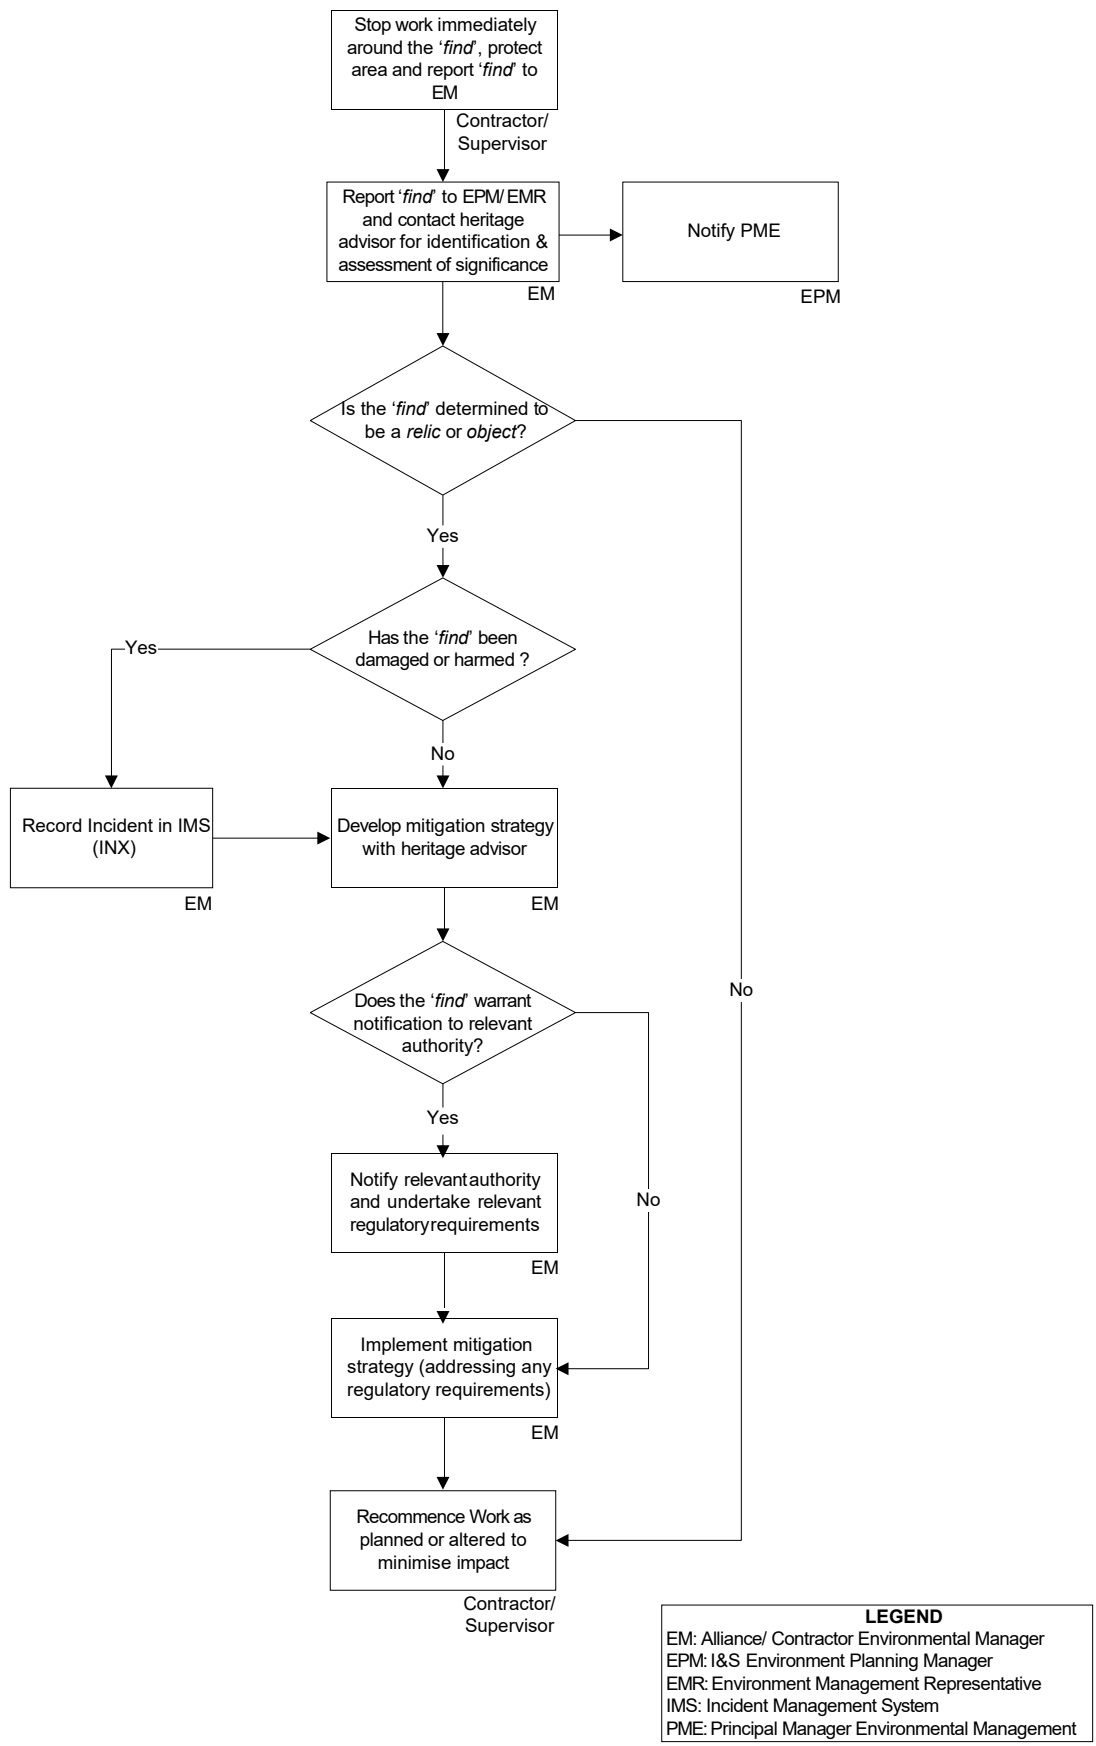 Stop work immediately
around the ‘find’, protect
area and report ‘find’ to
EM
Contractor/
Supervisor
Report ‘find’ to EPM/ EMR
and contact heritage
advisor for identification &
assessment of significance
EM
Notify PME
EPM
Is the ‘find’ determined to
be a relic or object?
Yes
Has the ‘find’ been
damaged or harmed ?
Yes
No
Record Incident in IMS
(INX)
EM
Develop mitigation strategy
with heritage advisor
EM
No
Does the ‘find’ warrant
notification to relevant
authority?
Yes
No
Notify relevant authority
and undertake relevant
regulatory requirements
EM
Implement mitigation
strategy (addressing any
regulatory requirements)
EM
Recommence Work as
planned or altered to
minimise impact
Contractor/
Supervisor
LEGEND
EM: Alliance/ Contractor Environmental Manager
EPM: I&S Environment Planning Manager
EMR: Environment Management Representative
IMS: Incident Management System
PME: Principal Manager Environmental Management